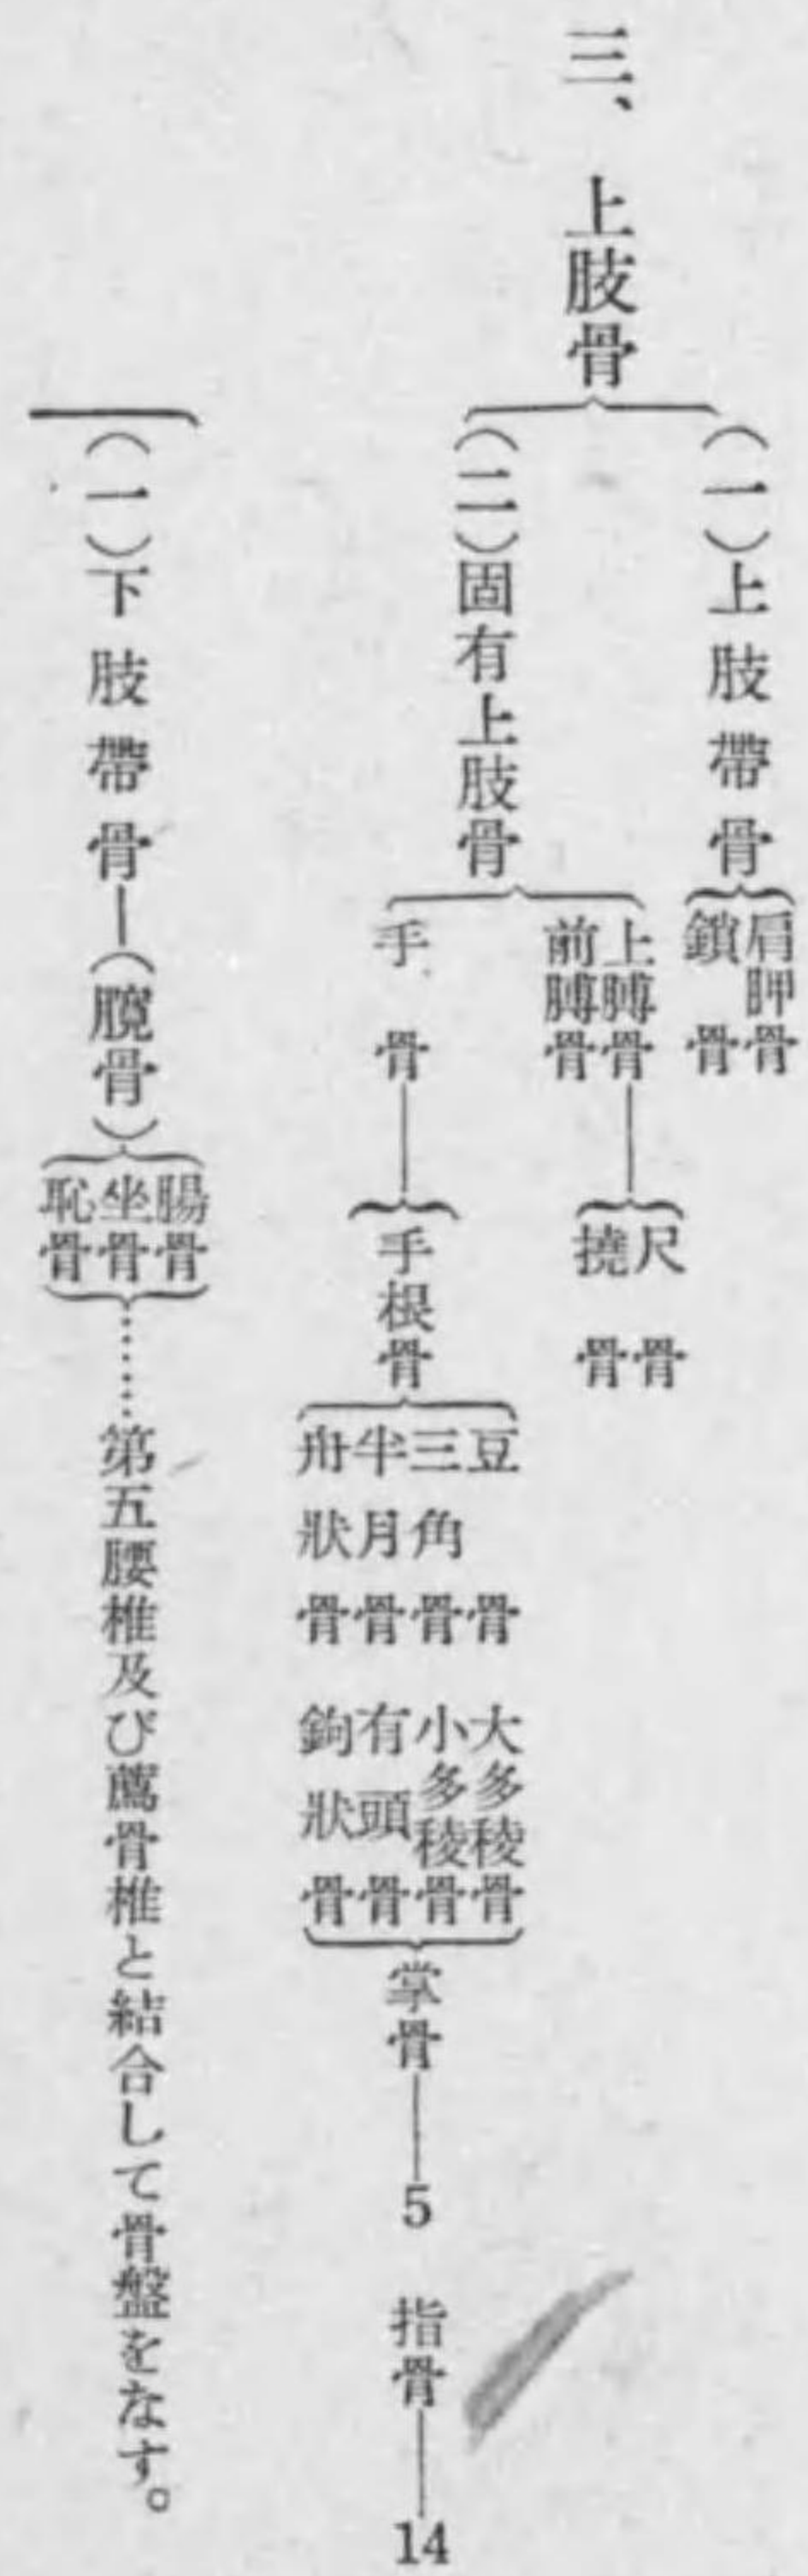 三、上肢骨
（一）上肢帶骨
肩胛骨
鎖骨
（二）固有上肢骨
上膊骨
前膊骨
尺骨
撓骨
手骨
手根骨
豆骨
三角骨
半月骨
舟狀骨
大多稜骨
小多稜骨
有頭骨
鉤狀骨
掌骨―5
指骨―14
（一）下肢帶骨―（臗骨）
腸骨
坐骨
恥骨
……第五腰椎及び薦骨椎と結合して骨盤をなす。